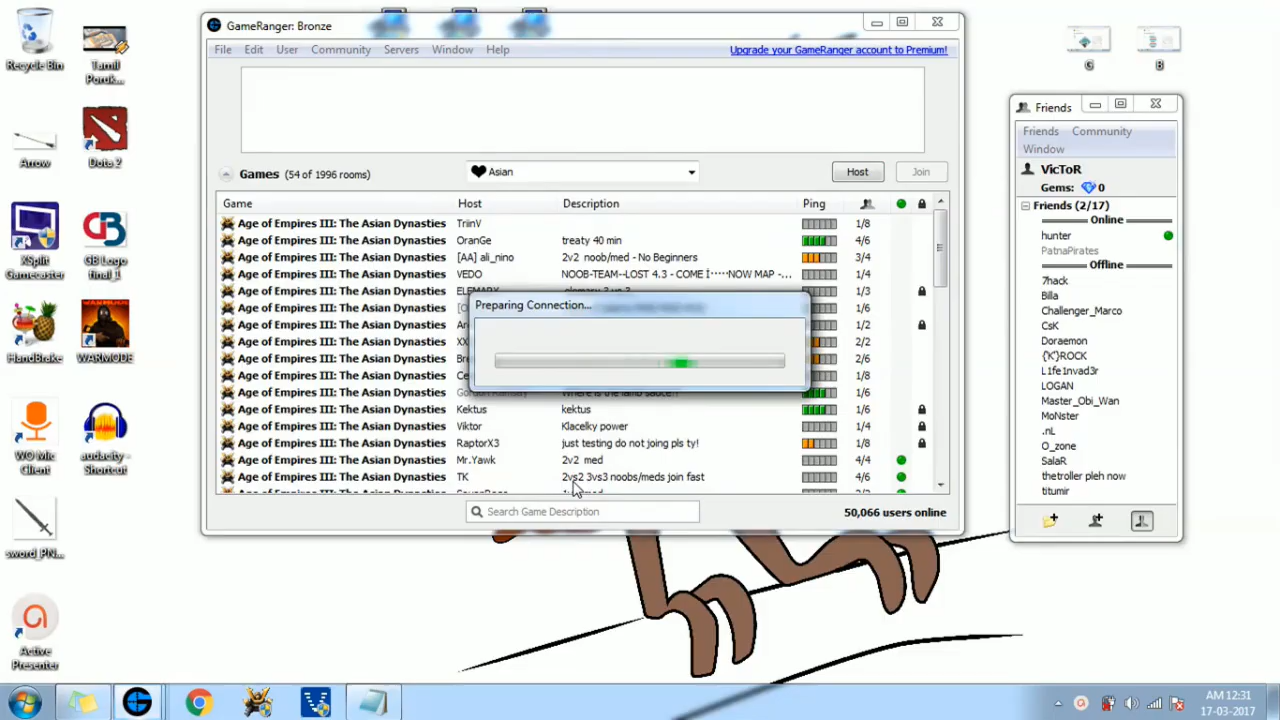 Recycle Bin
Tamil Poruk...
Arrow
Dota 2
XSplit Gamecaster
GB Logo final_1
HandBrake
WARMODE
WO Mic Client
audacity - Shortcut
sword_PN...
Active Presenter
G
B
GameRanger: Bronze
File Edit User Community Servers Window Help
Upgrade your GameRanger account to Premium!
Games (54 of 1996 rooms)
Asian
Host
Join
Game Host Description Ping
Age of Empires III: The Asian Dynasties TriinV 1/8
Age of Empires III: The Asian Dynasties OranGe treaty 40 min 4/6
Age of Empires III: The Asian Dynasties [AA] ali_nino 2v2 noob/med - No Beginners 3/4
Age of Empires III: The Asian Dynasties VEDO 1/4
Age of Empires III: The Asian Dynasties 1/8
Age of Empires III: The Asian Dynasties 1/6
Age of Empires III: The Asian Dynasties 1/2
Age of Empires III: The Asian Dynasties 2/2
Age of Empires III: The Asian Dynasties 2/6
Age of Empires III: The Asian Dynasties 1/8
Age of Empires III: The Asian Dynasties Gordon Ramsay Where is the lamb sauce?! 1/6
Age of Empires III: The Asian Dynasties Kektus kektus 1/6
Age of Empires III: The Asian Dynasties Viktor Klacelky power 1/4
Age of Empires III: The Asian Dynasties RaptorX3 just testing do not joing pls ty! 1/8
Age of Empires III: The Asian Dynasties Mr.Yawk 2v2 med 4/4
Age of Empires III: The Asian Dynasties TK 2vs2 3vs3 noobs/meds join fast 2/6
Preparing Connection...
Search Game Description
50,066 users online
Friends
Friends Community
Window
VicToR
Gems: 0
Friends (2/17)
Online
hunter
PatnaPirates
Offline
7hack
Billa
Challenger_Marco
CsK
Doraemon
{'K'}ROCK
L1fe1nvad3r
LOGAN
Master_Obi_Wan
MoNster
.nL
O_zone
SalaR
thetroller pleh now
titumir
AM 12:31
17-03-2017